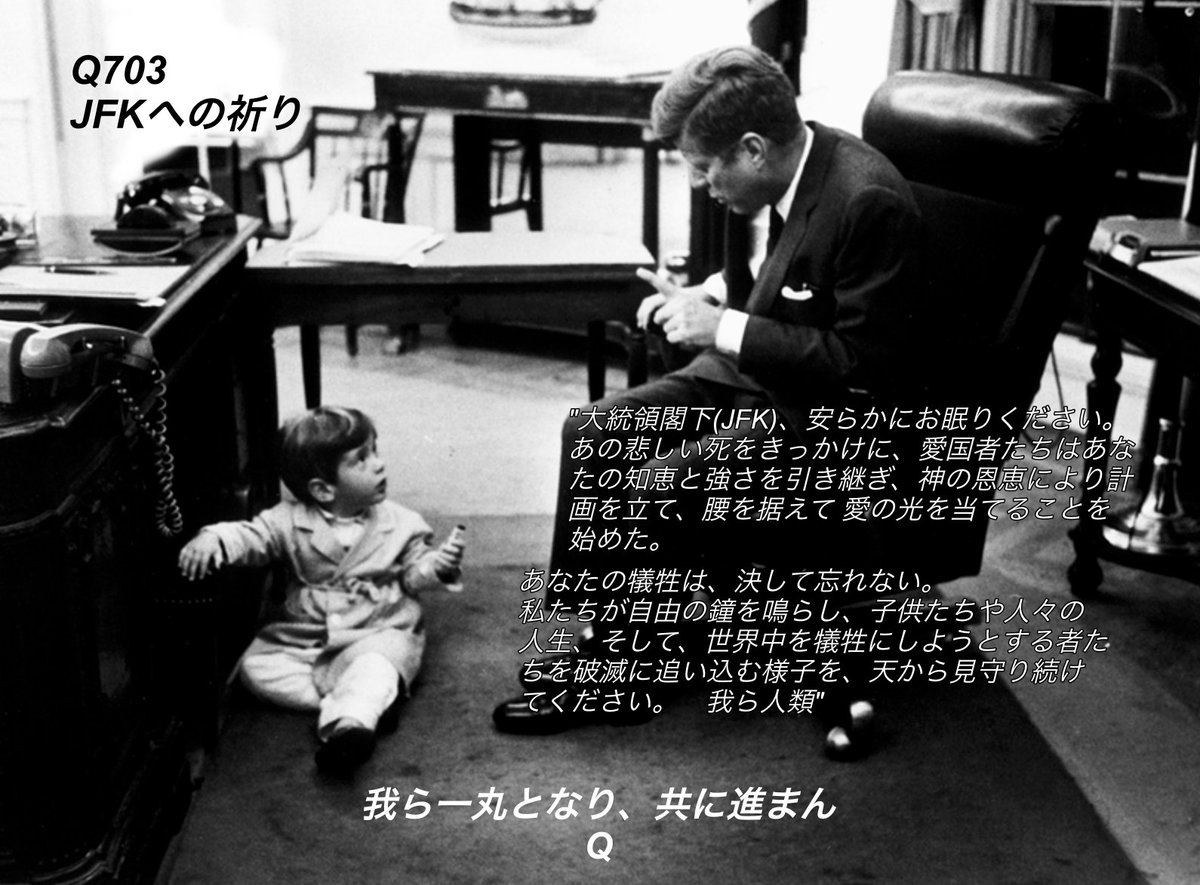 Q703
JFKへの祈り
"大統領閣下(JFK)、安らかにお眠りください。
あの悲しい死をきっかけに、愛国者たちはあな
たの知恵と強さを引き継ぎ、神の恩恵により計
画を立て、腰を据えて 愛の光を当てることを
始めた。
あなたの犠牲は、決して忘れない。
私たちが自由の鐘を鳴らし、子供たちや人々の
人生、そして、世界中を犠牲にしようとする者た
ちを破滅に追い込む様子を、天から見守り続け
てください。 我ら人類"
我ら一丸となり、共に進まん
Q